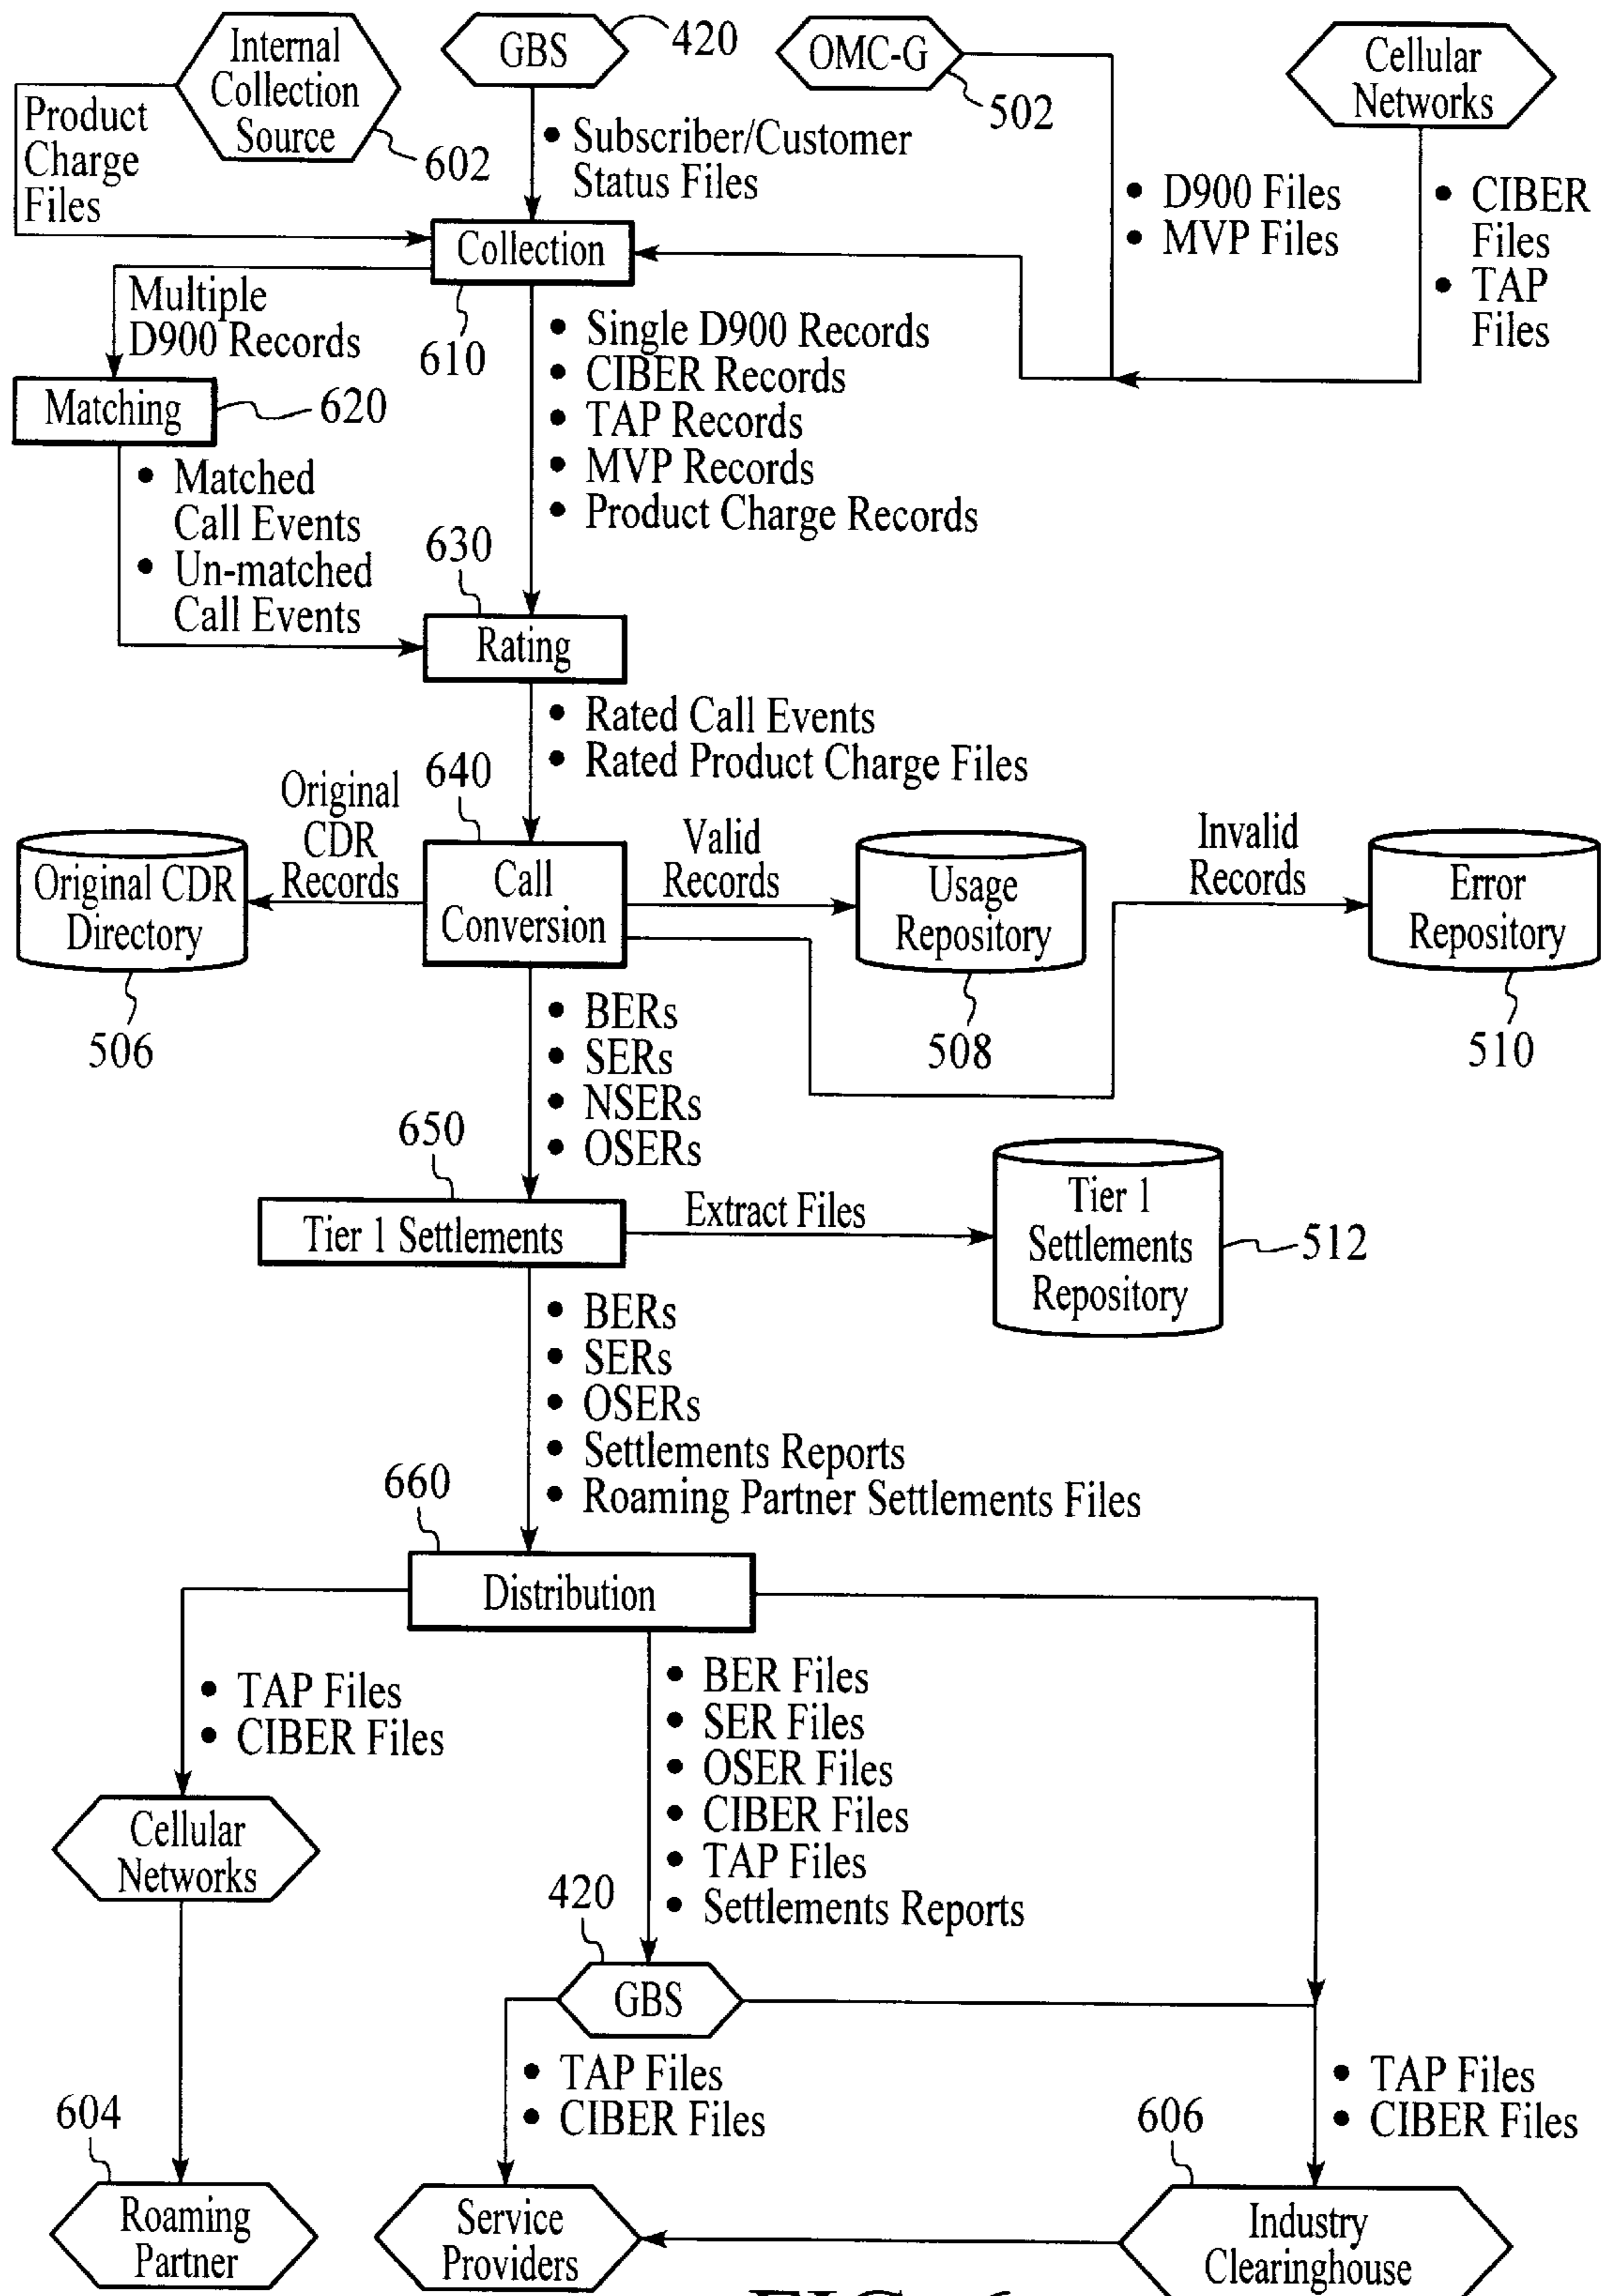 Internal
Collection
Source
602
GBS
420
OMC-G
502
Cellular
Networks
Product
Charge
Files
• Subscriber/Customer
Status Files
• D900 Files
• MVP Files
• CIBER
Files
• TAP
Files
Collection
610
Multiple
D900 Records
• Single D900 Records
• CIBER Records
• TAP Records
• MVP Records
• Product Charge Records
Matching
620
• Matched
Call Events
• Un-matched
Call Events
630
Rating
• Rated Call Events
• Rated Product Charge Files
640
Original
CDR
Records
Original CDR
Directory
506
Call
Conversion
Valid
Records
Usage
Repository
508
Invalid
Records
Error
Repository
510
• BERs
• SERs
• NSERs
• OSERs
650
Tier 1 Settlements
Extract Files
Tier 1
Settlements
Repository
512
• BERs
• SERs
• OSERs
• Settlements Reports
• Roaming Partner Settlements Files
660
Distribution
• TAP Files
• CIBER Files
• BER Files
• SER Files
• OSER Files
• CIBER Files
• TAP Files
• Settlements Reports
Cellular
Networks
420
GBS
• TAP Files
• CIBER Files
• TAP Files
• CIBER Files
604
Roaming
Partner
Service
Providers
606
Industry
Clearinghouse